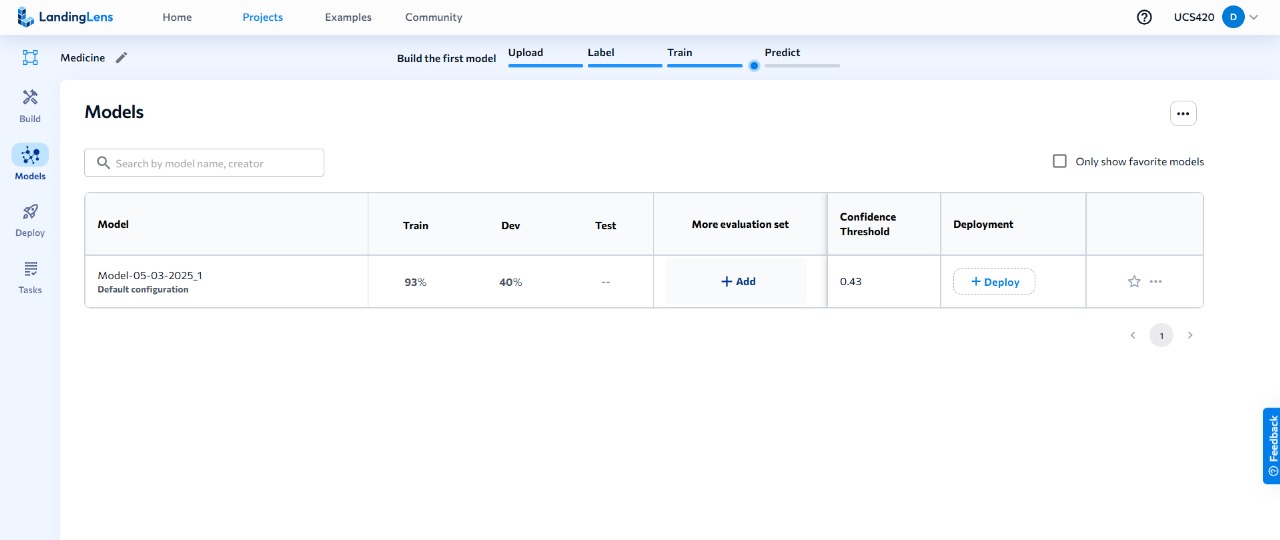 LandingLens
Home
Projects
Examples
Community
UCS420
D
Medicine
Build the first model
Upload
Label
Train
Predict
Build
Models
Deploy
Tasks
Models
Search by model name, creator
Only show favorite models
Model
Train
Dev
Test
More evaluation set
Confidence
Threshold
Deployment
Model-05-03-2025_1
Default configuration
93%
40%
--
+ Add
0.43
+ Deploy
1
Feedback